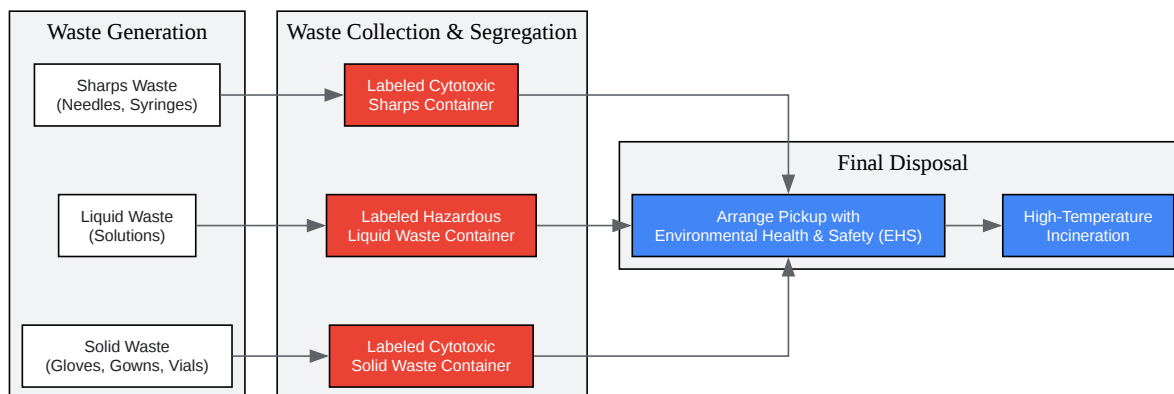 Waste Generation
Waste Collection & Segregation
Sharps Waste
(Needles, Syringes)
Labeled Cytotoxic
Sharps Container
Final Disposal
Liquid Waste
(Solutions)
Labeled Hazardous
Liquid Waste Container
Arrange Pickup with
Environmental Health & Safety (EHS)
High-Temperature
Incineration
Solid Waste
(Gloves, Gowns, Vials)
Labeled Cytotoxic
Solid Waste Container